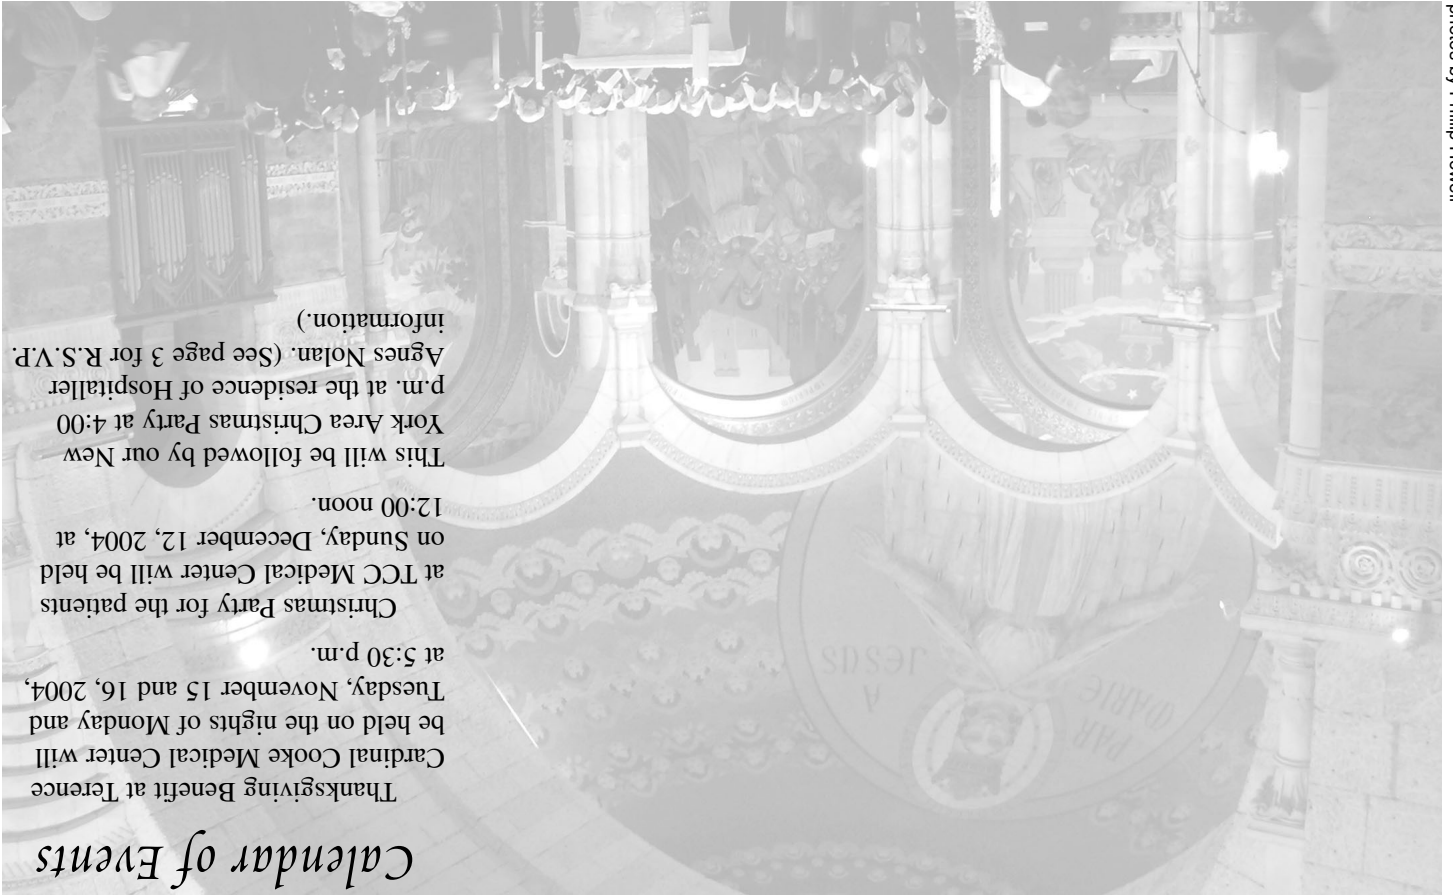 Calendar of Events
Thanksgiving Benefit at Terence
Cardinal Cooke Medical Center will
be held on the nights of Monday and
Tuesday, November 15 and 16, 2004,
at 5:30 p.m.
Christmas Party for the patients
at TCC Medical Center will be held
on Sunday, December 12, 2004, at
12:00 noon.
This will be followed by our New
York Area Christmas Party at 4:00
p.m. at the residence of Hospitaller
Agnes Nolan. (See page 3 for R.S.V.P.
information.)
PAR
MARIE
A
JESUS